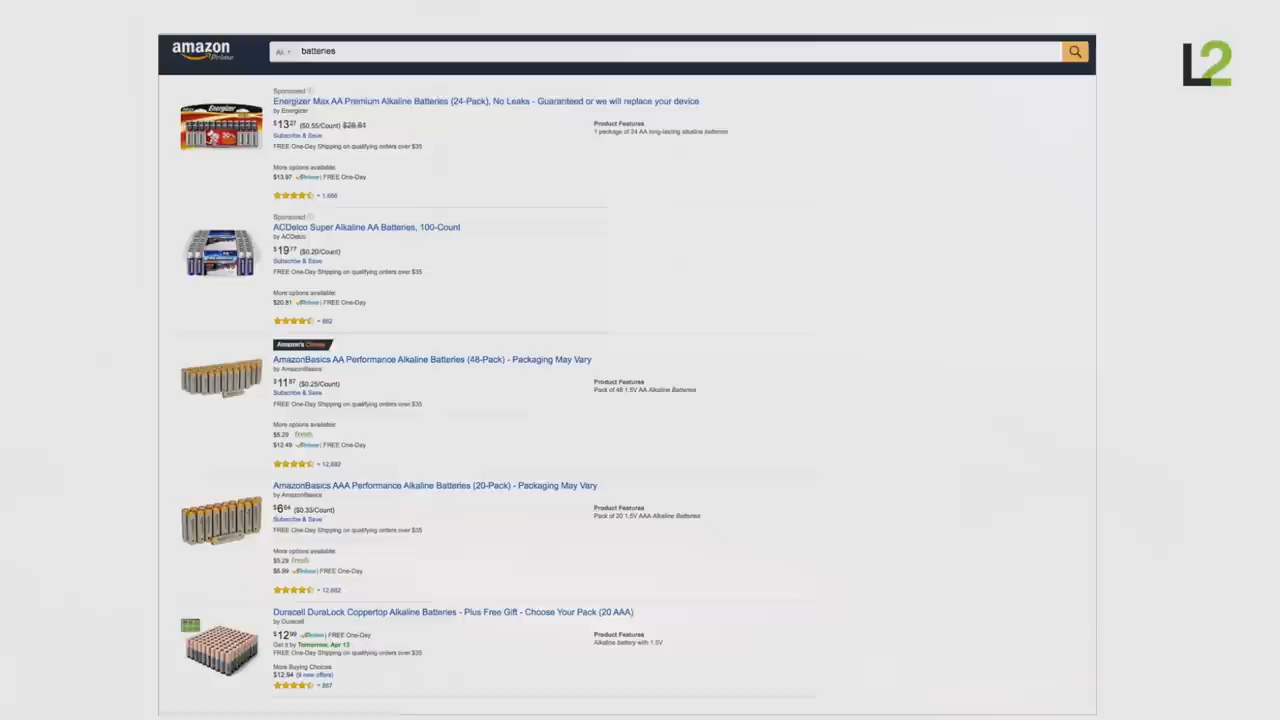 amazon
Prime
All
batteries
L2
Sponsored
Energizer Max AA Premium Alkaline Batteries (24-Pack), No Leaks - Guaranteed or we will replace your device
by Energizer
$13 27 ($0.55/Count)
Subscribe & Save
FREE One-Day Shipping on qualifying orders over $35
More options available:
$13.97 Prime | FREE One-Day
1,666
Product Features
1 package of 24 AA long-lasting alkaline batteries
Energizer
Sponsored
ACDelco Super Alkaline AA Batteries, 100-Count
by ACDelco
$19 77 ($0.20/Count)
Subscribe & Save
FREE One-Day Shipping on qualifying orders over $35
More options available:
$20.81 Prime | FREE One-Day
862
Amazon's Choice
AmazonBasics AA Performance Alkaline Batteries (48-Pack) - Packaging May Vary
by AmazonBasics
$11 87 ($0.25/Count)
Subscribe & Save
FREE One-Day Shipping on qualifying orders over $35
More options available:
$5.29 fresh
$12.49 Prime | FREE One-Day
12,682
Product Features
Pack of 48 1.5V AA Alkaline Batteries
AmazonBasics AAA Performance Alkaline Batteries (20-Pack) - Packaging May Vary
by AmazonBasics
$6 64 ($0.33/Count)
Subscribe & Save
FREE One-Day Shipping on qualifying orders over $35
More options available:
$5.29 fresh
$6.99 Prime | FREE One-Day
12,682
Product Features
Pack of 20 1.5V AAA Alkaline Batteries
Duracell DuraLock Coppertop Alkaline Batteries - Plus Free Gift - Choose Your Pack (20 AAA)
by Duracell
$12 99 Prime | FREE One-Day
Get it by Tomorrow, Apr 13
FREE One-Day Shipping on qualifying orders over $35
More Buying Choices
$12.94 (9 new offers)
867
Product Features
Alkaline battery with 1.5V